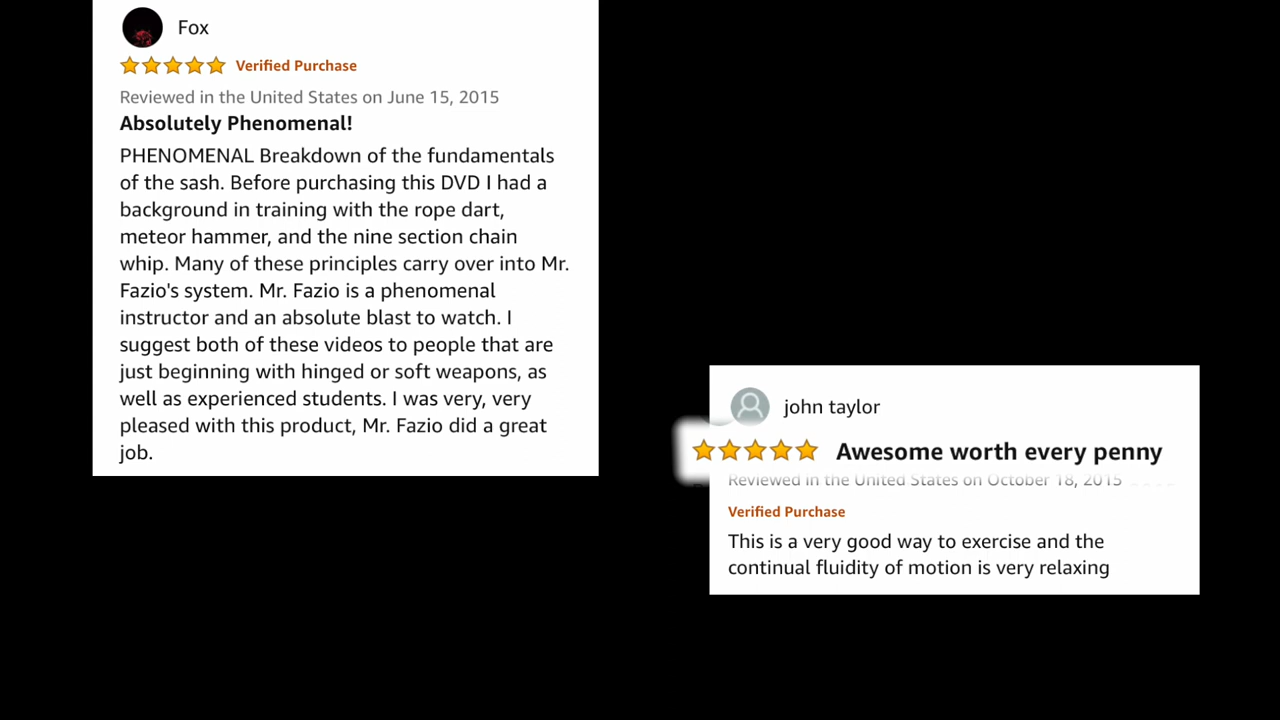 Fox
Verified Purchase
Reviewed in the United States on June 15, 2015
Absolutely Phenomenal!
PHENOMENAL Breakdown of the fundamentals
of the sash. Before purchasing this DVD I had a
background in training with the rope dart,
meteor hammer, and the nine section chain
whip. Many of these principles carry over into Mr.
Fazio's system. Mr. Fazio is a phenomenal
instructor and an absolute blast to watch. I
suggest both of these videos to people that are
just beginning with hinged or soft weapons, as
well as experienced students. I was very, very
pleased with this product, Mr. Fazio did a great
job.
john taylor
Awesome worth every penny
Reviewed in the United States on October 18, 2015
Verified Purchase
This is a very good way to exercise and the
continual fluidity of motion is very relaxing